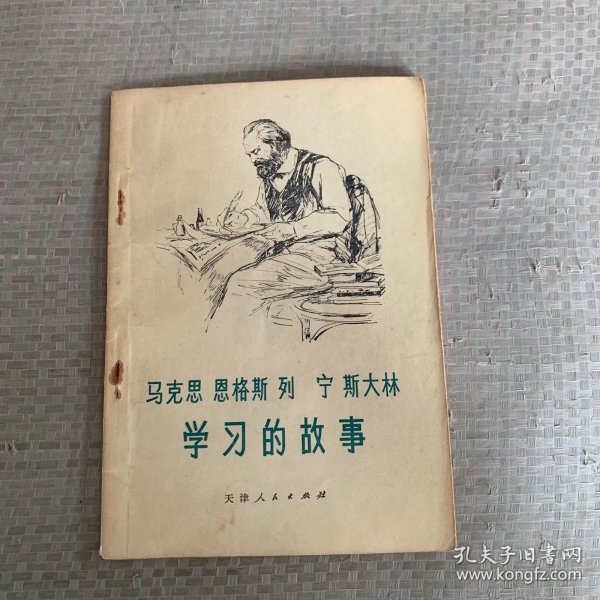 马克思 恩格斯 列 宁 斯大林
学习的故事
天津人民出版社
孔夫子旧书网
www.kongfz.com